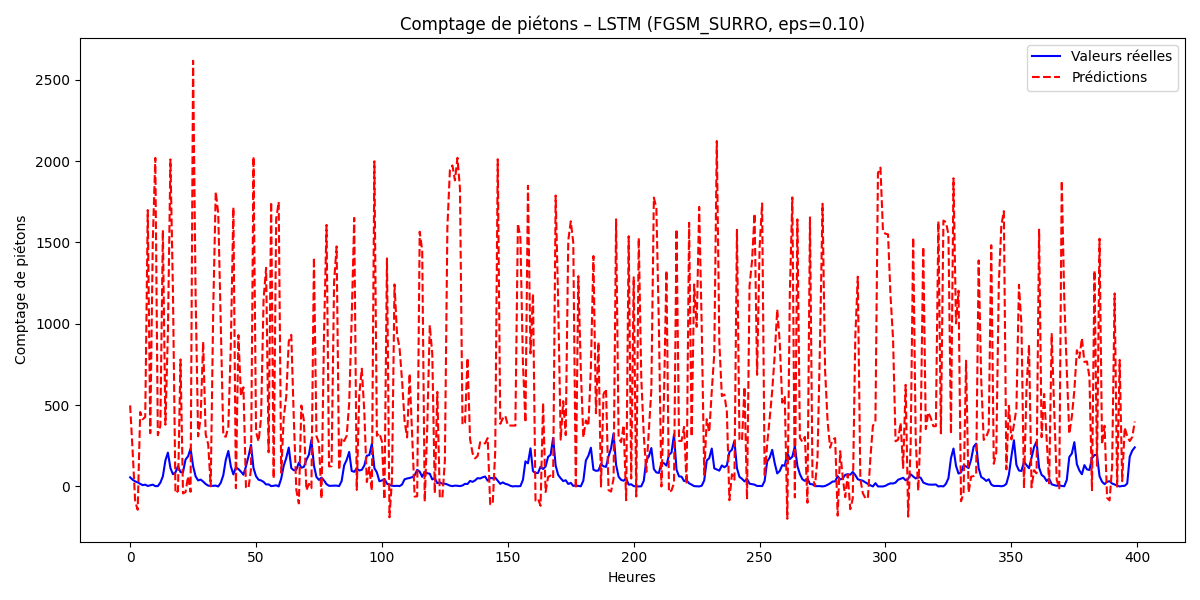 Comptage de piétons – LSTM (FGSM_SURRO, eps=0.10)
Valeurs réelles
Prédictions
Comptage de piétons
2500
2000
1500
1000
500
0
0 50 100 150 200 250 300 350 400
Heures